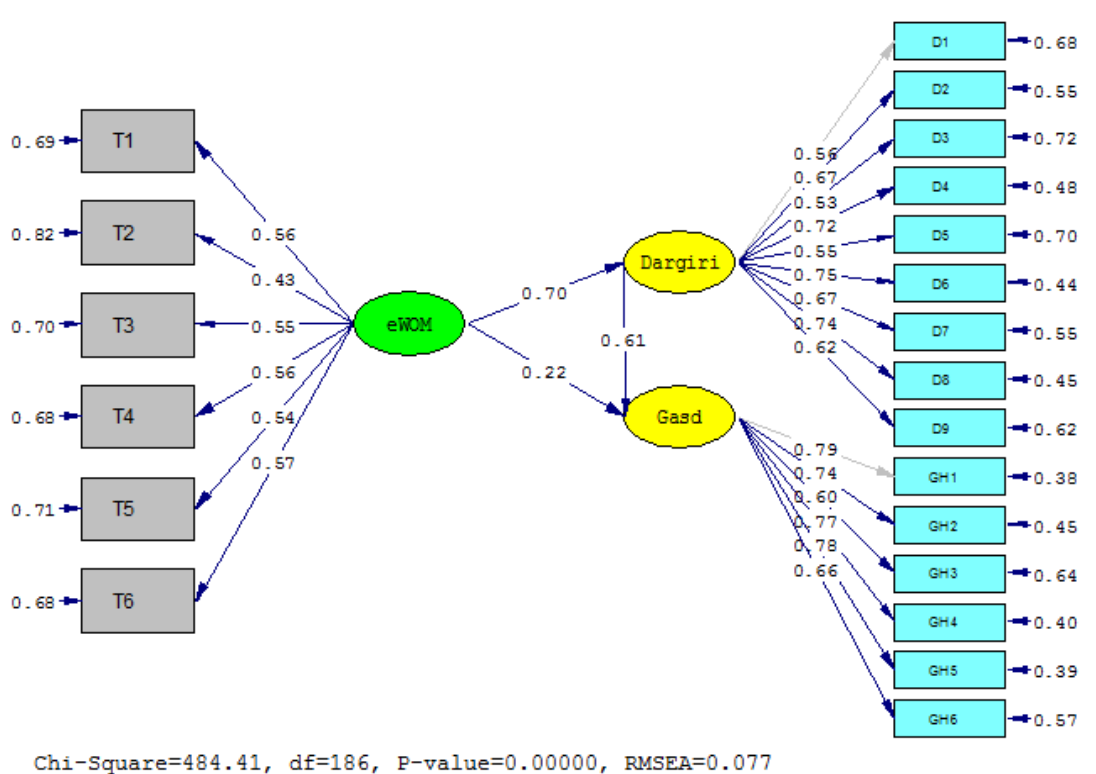 0.69 T1
0.82 T2
0.70 T3
0.68 T4
0.71 T5
0.68 T6
0.56
0.43
0.55
0.56
0.54
0.57
eWOM
0.70
0.22
0.61
Dargiri
Gasd
0.56
0.67
0.53
0.72
0.55
0.75
0.67
0.74
0.62
0.79
0.74
0.60
0.77
0.78
0.66
D1 0.68
D2 0.55
D3 0.72
D4 0.48
D5 0.70
D6 0.44
D7 0.55
D8 0.45
D9 0.62
GH1 0.38
GH2 0.45
GH3 0.64
GH4 0.40
GH5 0.39
GH6 0.57
Chi-Square=484.41, df=186, P-value=0.00000, RMSEA=0.077